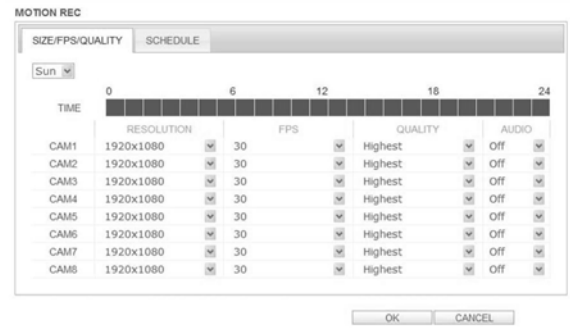 MOTION REC
SIZE/FPS/QUALITY SCHEDULE
Sun
0 6 12 18 24
TIME
RESOLUTION FPS QUALITY AUDIO
CAM1 1920x1080 30 Highest Off
CAM2 1920x1080 30 Highest Off
CAM3 1920x1080 30 Highest Off
CAM4 1920x1080 30 Highest Off
CAM5 1920x1080 30 Highest Off
CAM6 1920x1080 30 Highest Off
CAM7 1920x1080 30 Highest Off
CAM8 1920x1080 30 Highest Off
OK CANCEL